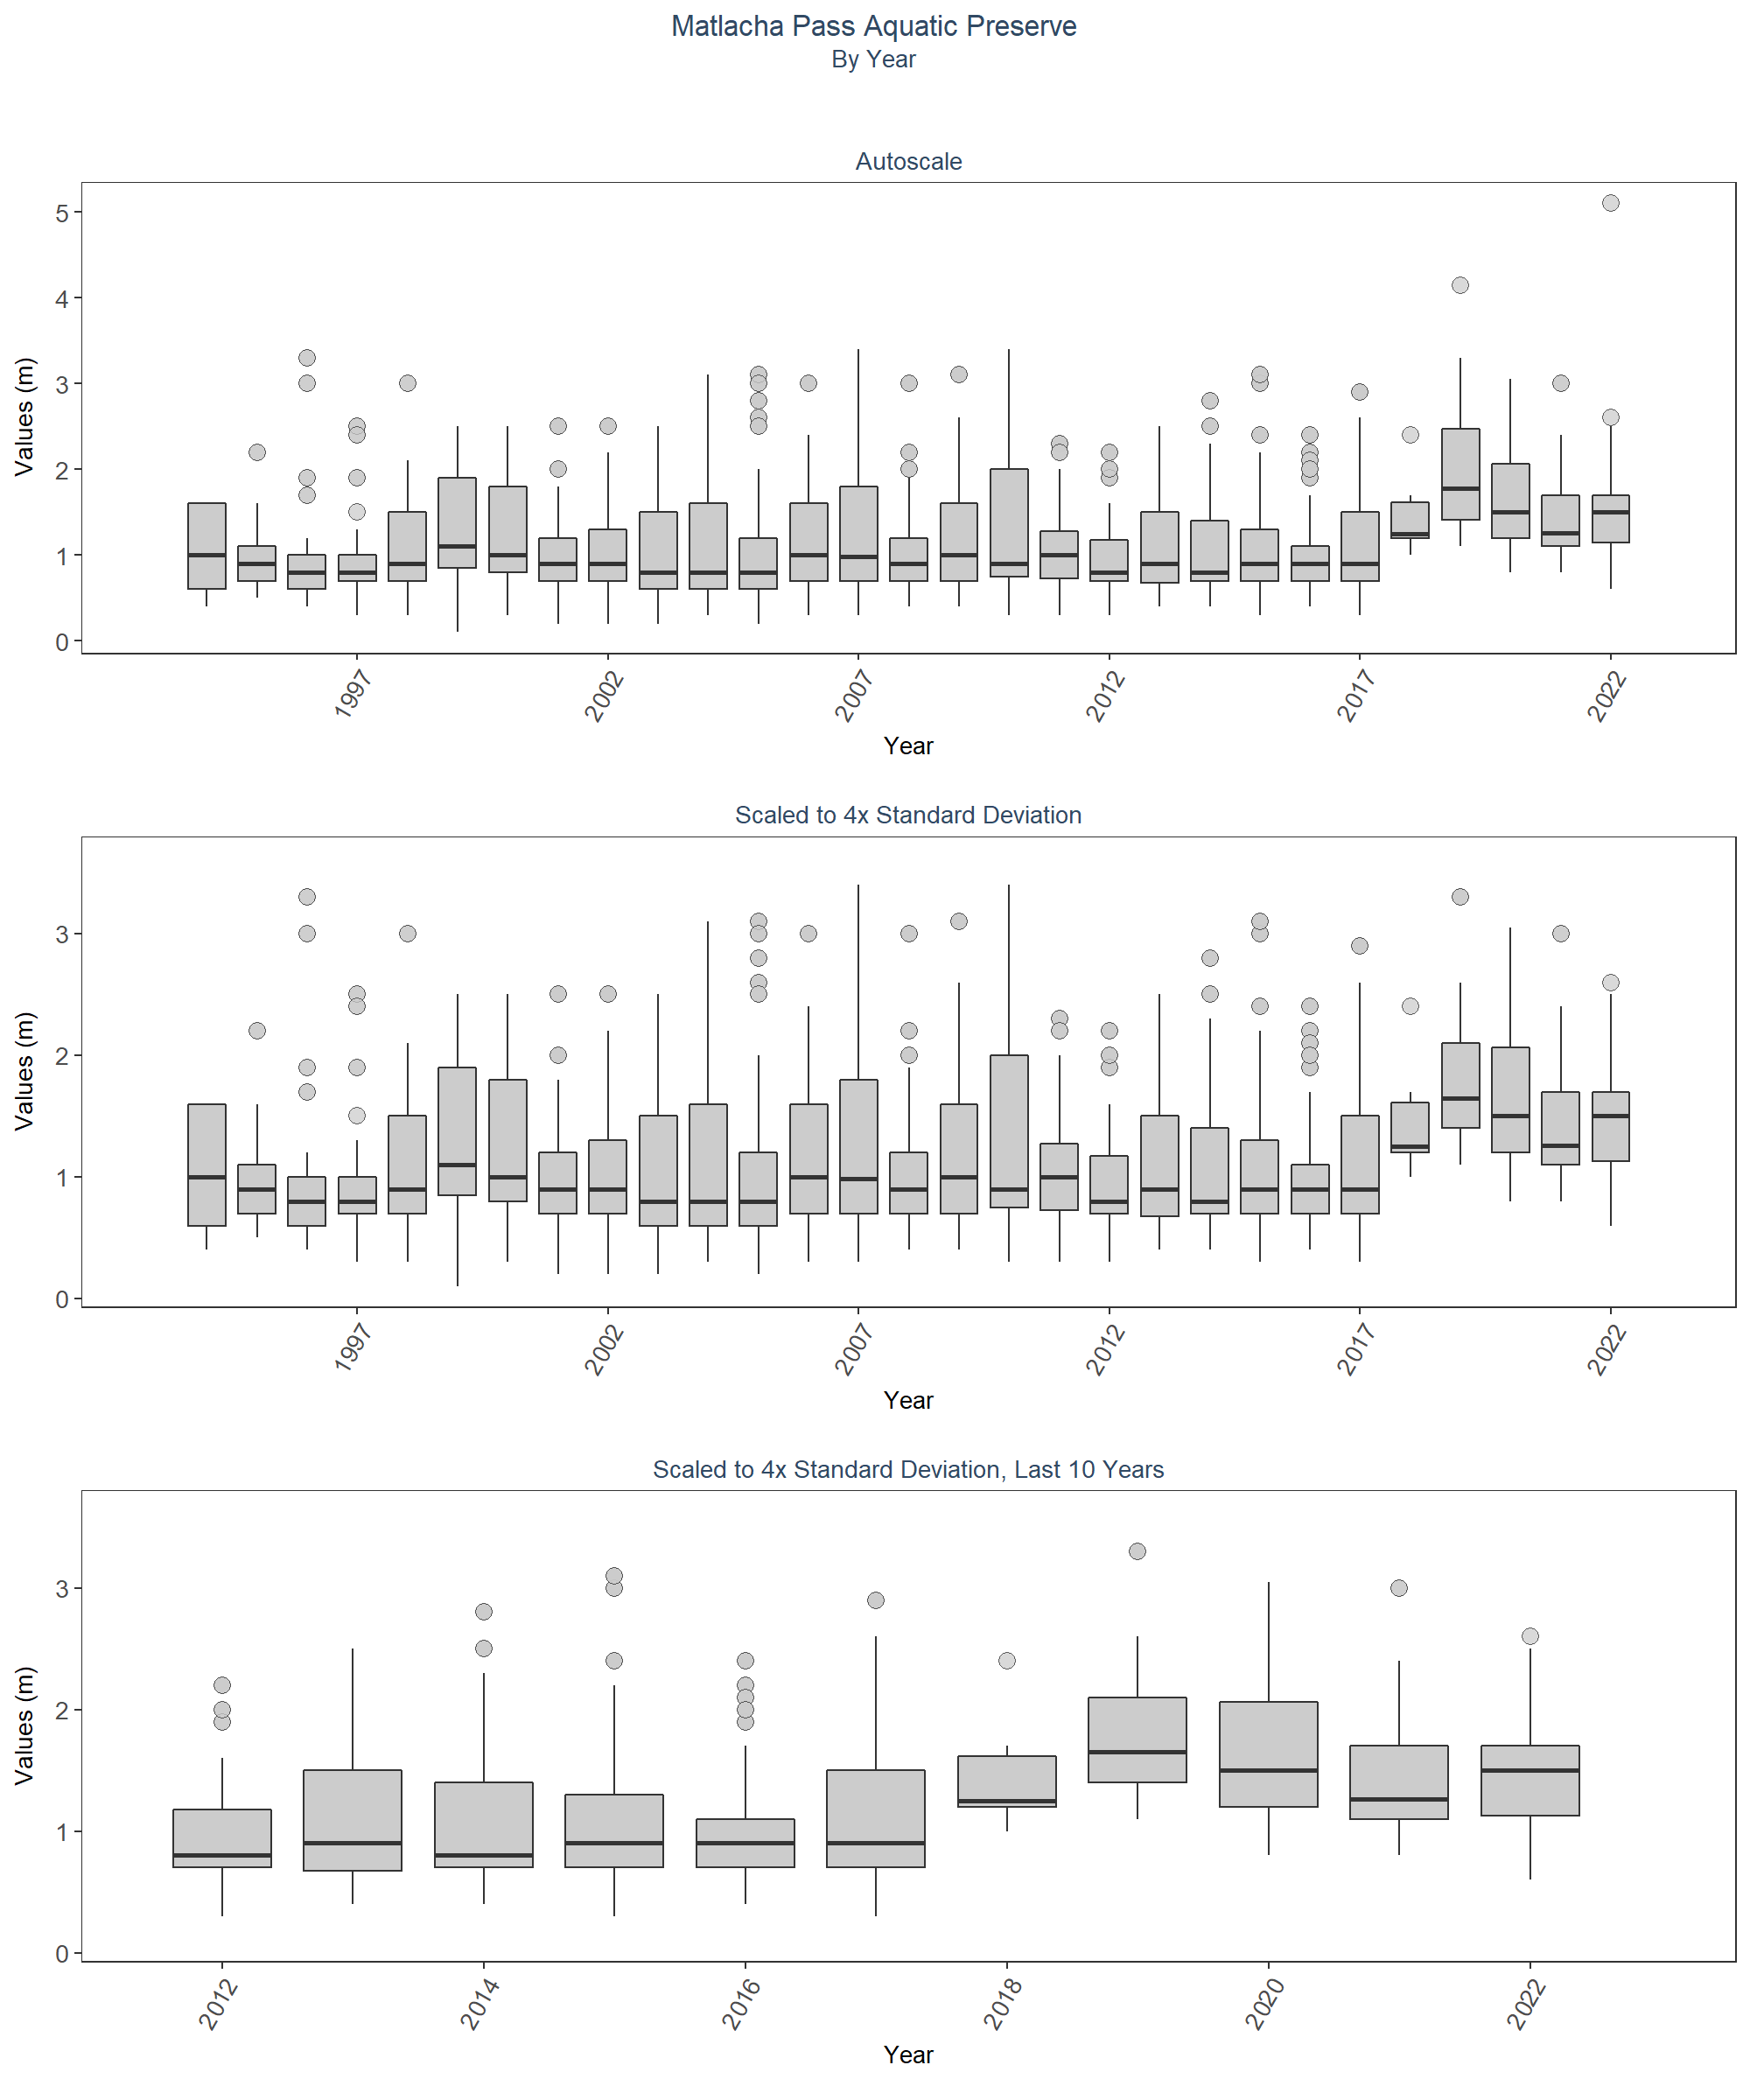 Matlacha Pass Aquatic Preserve
By Year
Autoscale
Values (m)
5
4
3
2
1
0
1997 2002 2007 2012 2017 2022
Year
Scaled to 4x Standard Deviation
Values (m)
3
2
1
0
1997 2002 2007 2012 2017 2022
Year
Scaled to 4x Standard Deviation, Last 10 Years
Values (m)
3
2
1
0
2012 2014 2016 2018 2020 2022
Year